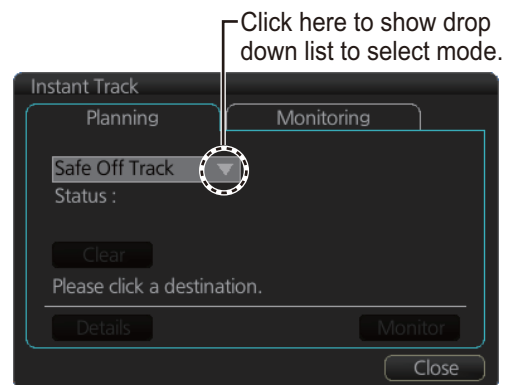 Click here to show drop
down list to select mode.
Instant Track
Planning
Monitoring
Safe Off Track
Status :
Clear
Please click a destination.
Details
Monitor
Close